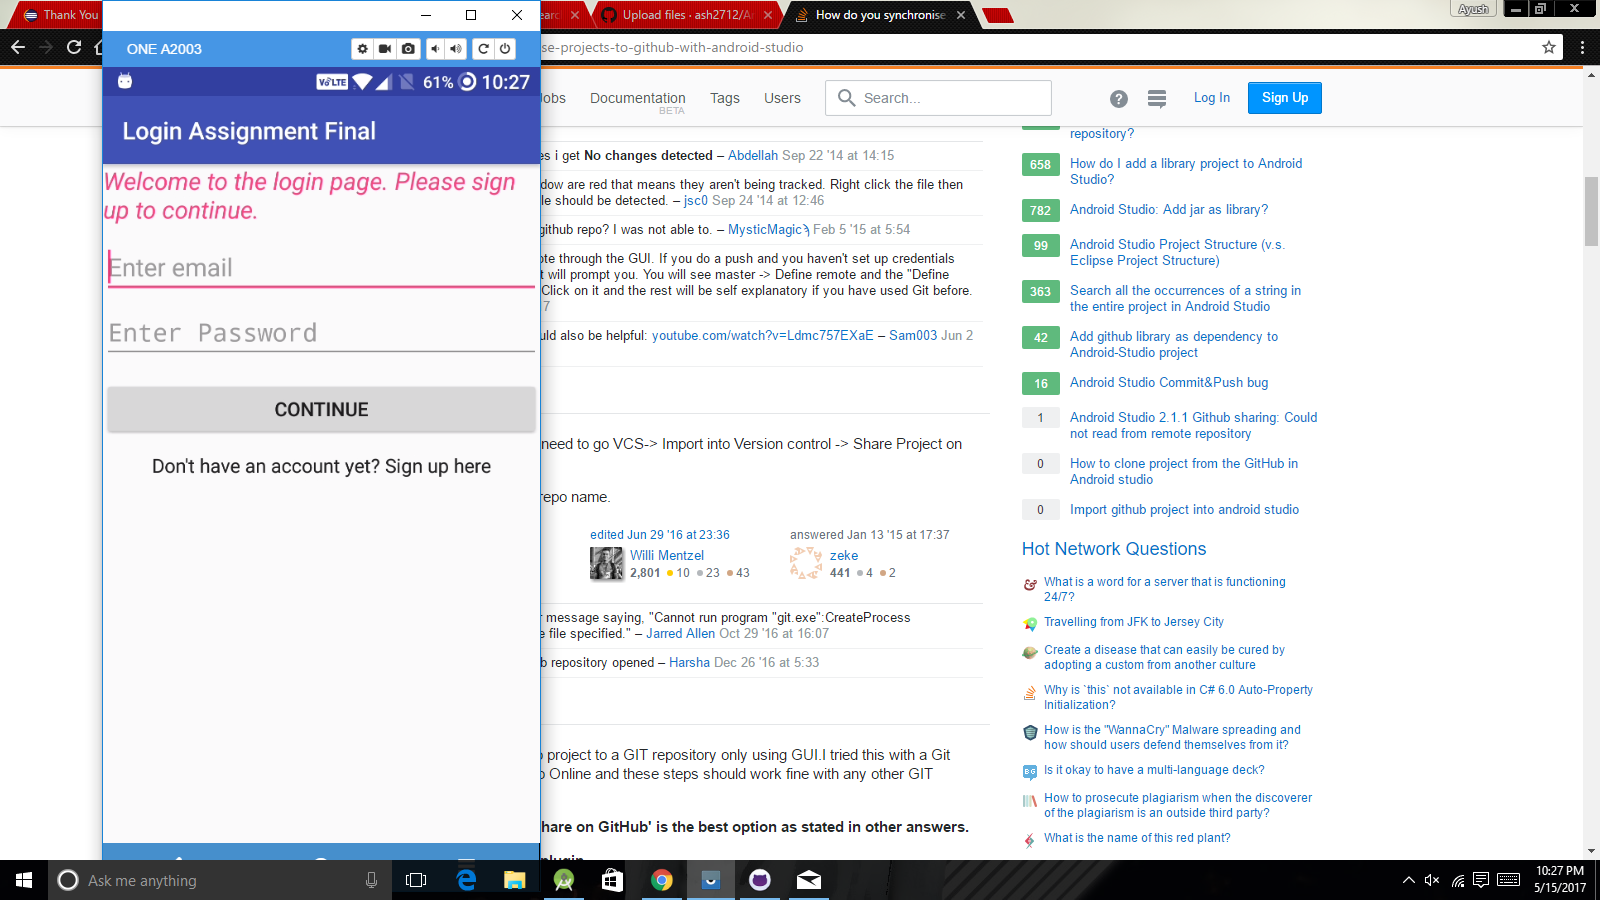 Thank You
earc
Upload files · ash2712/A
How do you synchronise
Ayush
se-projects-to-github-with-android-studio
ONE A2003
VoLTE
61%
10:27
Login Assignment Final
Welcome to the login page. Please sign
up to continue.
Enter email
Enter Password
CONTINUE
Don't have an account yet? Sign up here
Jobs
Documentation
BETA
Tags
Users
Search...
Log In
Sign Up
es i get No changes detected – Abdellah Sep 22 '14 at 14:15
dow are red that means they aren't being tracked. Right click the file then
le should be detected. – jsc0 Sep 24 '14 at 12:46
github repo? I was not able to. – MysticMagic Feb 5 '15 at 5:54
ote through the GUI. If you do a push and you haven't set up credentials
t will prompt you. You will see master -> Define remote and the "Define
Click on it and the rest will be self explanatory if you have used Git before.
7
uld also be helpful: youtube.com/watch?v=Ldmc757EXaE – Sam003 Jun 2
need to go VCS-> Import into Version control -> Share Project on
repo name.
edited Jun 29 '16 at 23:36
Willi Mentzel
2,801 10 23 43
answered Jan 13 '15 at 17:37
zeke
441 4 2
r message saying, "Cannot run program "git.exe":CreateProcess
e file specified." – Jarred Allen Oct 29 '16 at 16:07
b repository opened – Harsha Dec 26 '16 at 5:33
project to a GIT repository only using GUI.I tried this with a Git
o Online and these steps should work fine with any other GIT
hare on GitHub' is the best option as stated in other answers.
plugin
repository?
658 How do I add a library project to Android
Studio?
782 Android Studio: Add jar as library?
99 Android Studio Project Structure (v.s.
Eclipse Project Structure)
363 Search all the occurrences of a string in
the entire project in Android Studio
42 Add github library as dependency to
Android-Studio project
16 Android Studio Commit&Push bug
1 Android Studio 2.1.1 Github sharing: Could
not read from remote repository
0 How to clone project from the GitHub in
Android studio
0 Import github project into android studio
Hot Network Questions
What is a word for a server that is functioning
24/7?
Travelling from JFK to Jersey City
Create a disease that can easily be cured by
adopting a custom from another culture
Why is `this` not available in C# 6.0 Auto-Property
Initialization?
How is the "WannaCry" Malware spreading and
how should users defend themselves from it?
Is it okay to have a multi-language deck?
How to prosecute plagiarism when the discoverer
of the plagiarism is an outside third party?
What is the name of this red plant?
Ask me anything
10:27 PM
5/15/2017